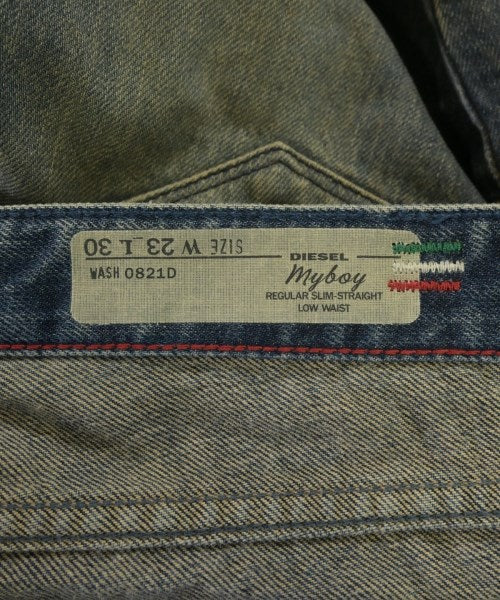 SIZE W 23 L 30
WASH 0821D
DIESEL
Myboy
REGULAR SLIM-STRAIGHT
LOW WAIST